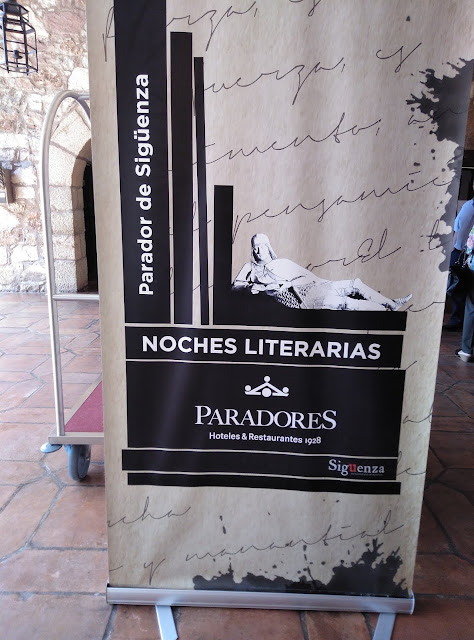 Parador de Sigüenza
NOCHES LITERARIAS
PARADORES
Hoteles & Restaurantes 1928
Sigüenza